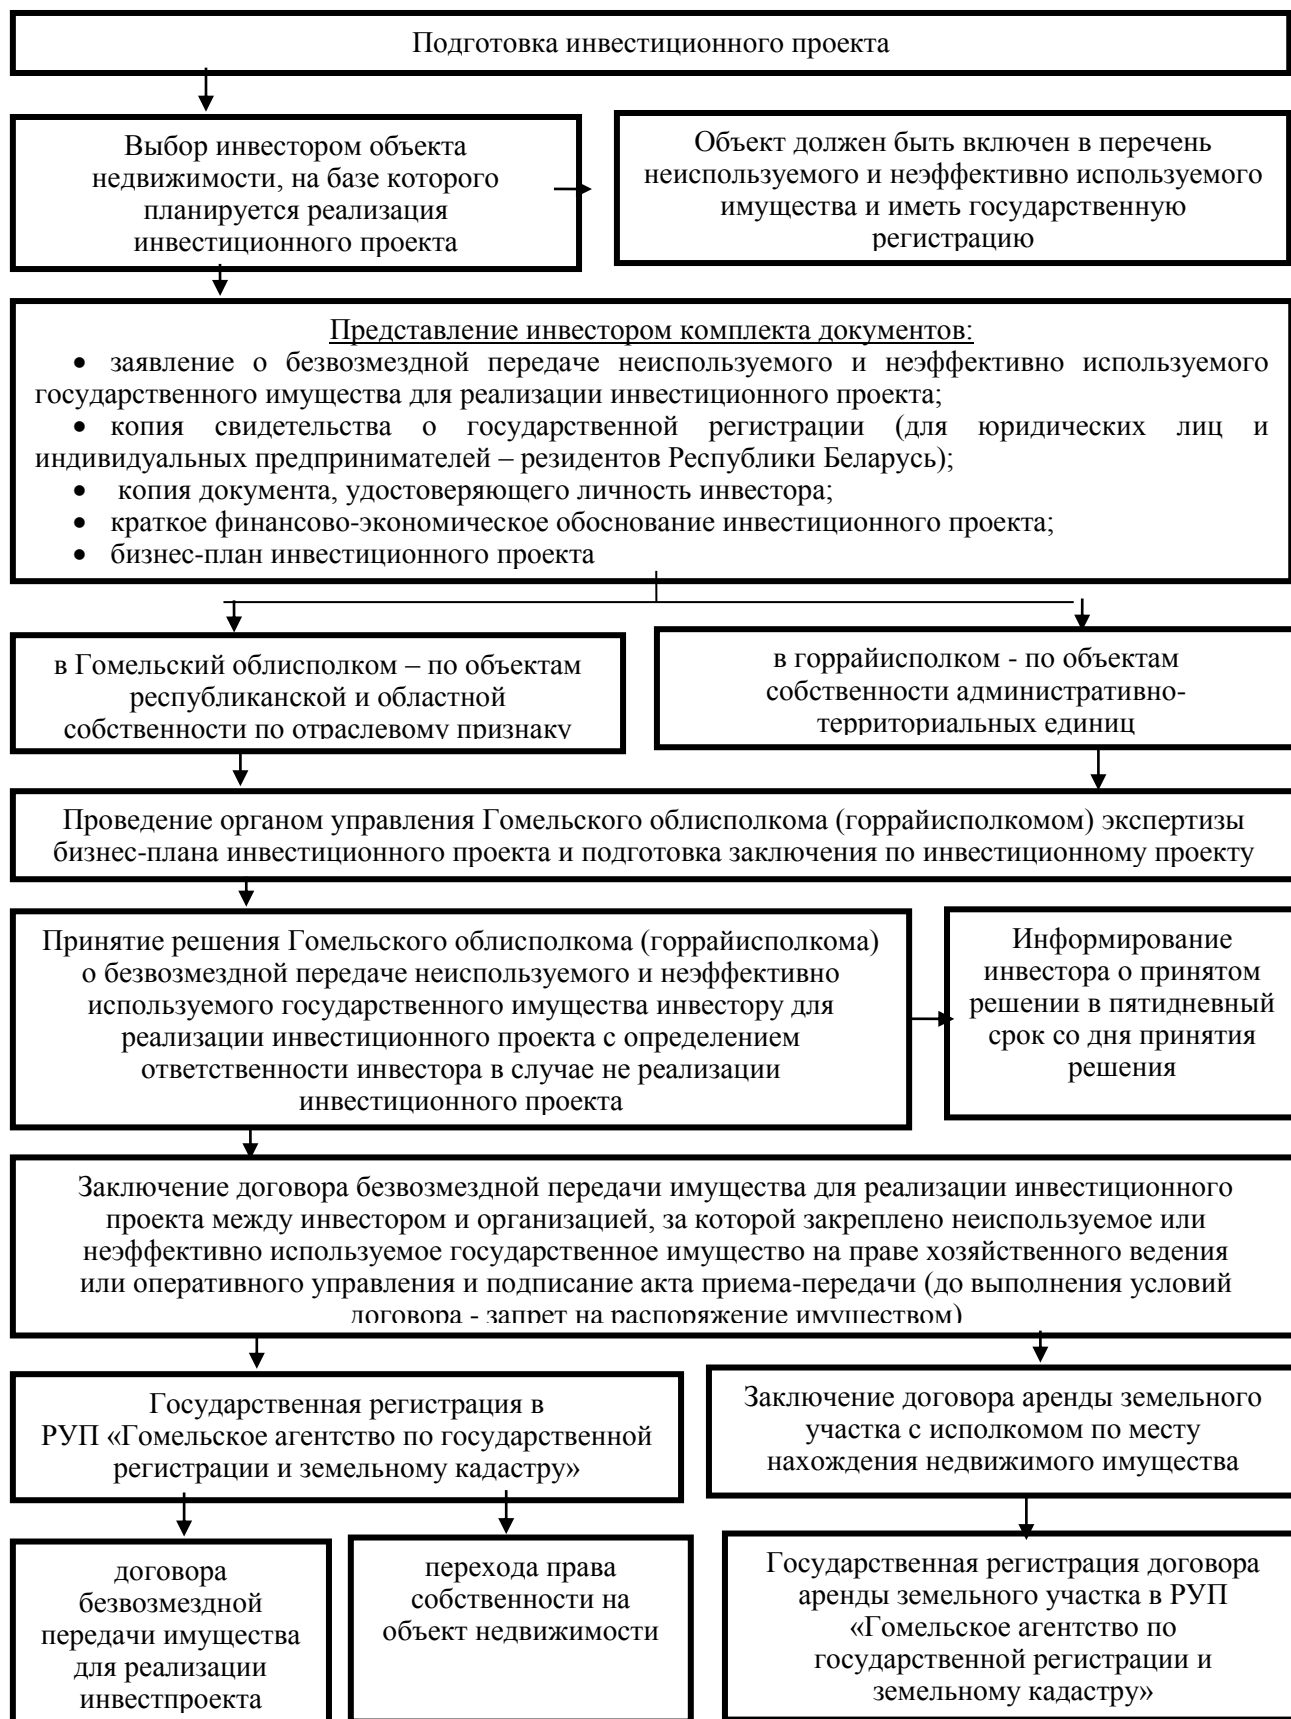 Подготовка инвестиционного проекта
Выбор инвестором объекта
недвижимости, на базе которого
планируется реализация
инвестиционного проекта
Объект должен быть включен в перечень
неиспользуемого и неэффективно используемого
имущества и иметь государственную
регистрацию
Представление инвестором комплекта документов:
• заявление о безвозмездной передаче неиспользуемого и неэффективно используемого
государственного имущества для реализации инвестиционного проекта;
• копия свидетельства о государственной регистрации (для юридических лиц и
индивидуальных предпринимателей – резидентов Республики Беларусь);
• копия документа, удостоверяющего личность инвестора;
• краткое финансово-экономическое обоснование инвестиционного проекта;
• бизнес-план инвестиционного проекта
в Гомельский облисполком – по объектам
республиканской и областной
собственности по отраслевому признаку
в горрайисполком - по объектам
собственности административно-
территориальных единиц
Проведение органом управления Гомельского облисполкома (горрайисполкомом) экспертизы
бизнес-плана инвестиционного проекта и подготовка заключения по инвестиционному проекту
Принятие решения Гомельского облисполкома (горрайисполкома)
о безвозмездной передаче неиспользуемого и неэффективно
используемого государственного имущества инвестору для
реализации инвестиционного проекта с определением
ответственности инвестора в случае не реализации
инвестиционного проекта
Информирование
инвестора о принятом
решении в пятидневный
срок со дня принятия
решения
Заключение договора безвозмездной передачи имущества для реализации инвестиционного
проекта между инвестором и организацией, за которой закреплено неиспользуемое или
неэффективно используемое государственное имущество на праве хозяйственного ведения
или оперативного управления и подписание акта приема-передачи (до выполнения условий
договора - запрет на распоряжение имуществом)
Государственная регистрация в
РУП «Гомельское агентство по государственной
регистрации и земельному кадастру»
Заключение договора аренды земельного
участка с исполкомом по месту
нахождения недвижимого имущества
договора
безвозмездной
передачи имущества
для реализации
инвестпроекта
перехода права
собственности на
объект недвижимости
Государственная регистрация договора
аренды земельного участка в РУП
«Гомельское агентство по
государственной регистрации и
земельному кадастру»